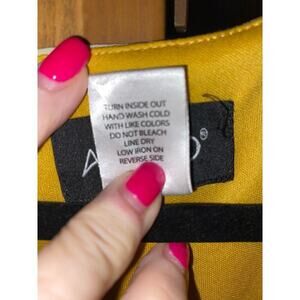 TURN INSIDE OUT
HAND WASH COLD
WITH LIKE COLORS
DO NOT BLEACH
LINE DRY
LOW IRON ON
REVERSE SIDE